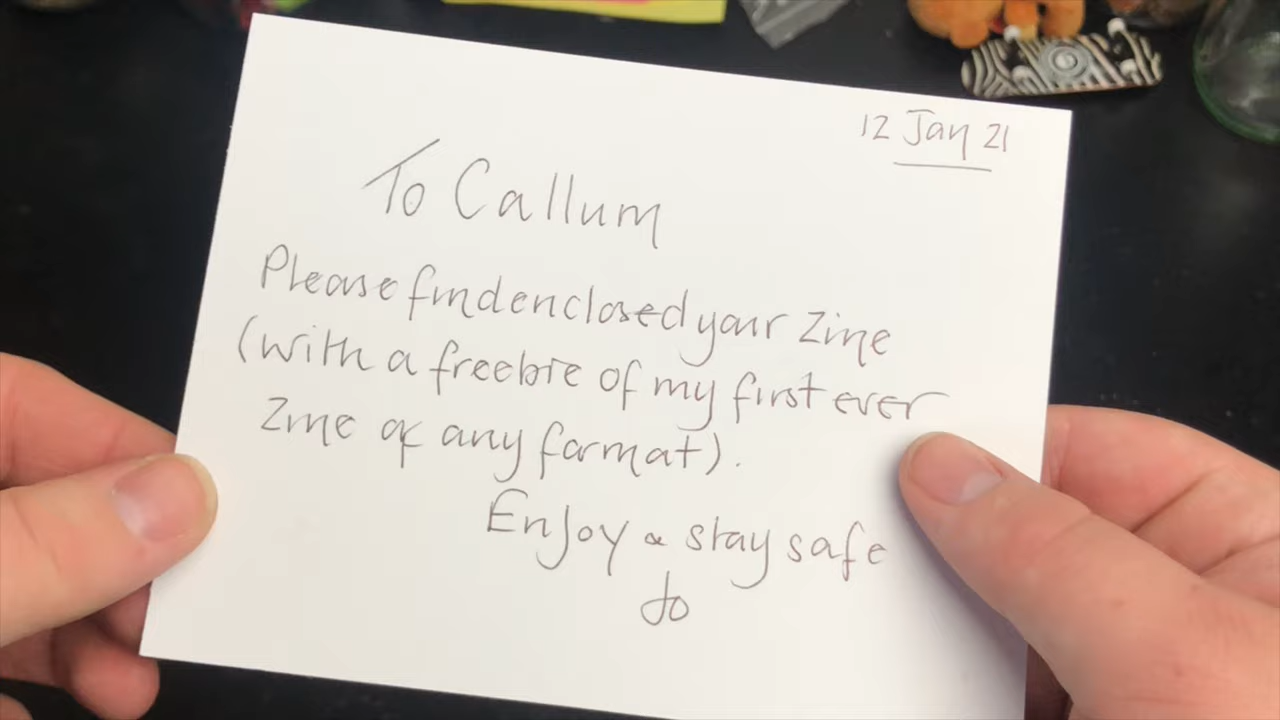 12 Jan 21
To Callum
Please find enclosed your Zine
(with a freebie of my first ever
Zine of any format).
Enjoy & stay safe
Jo